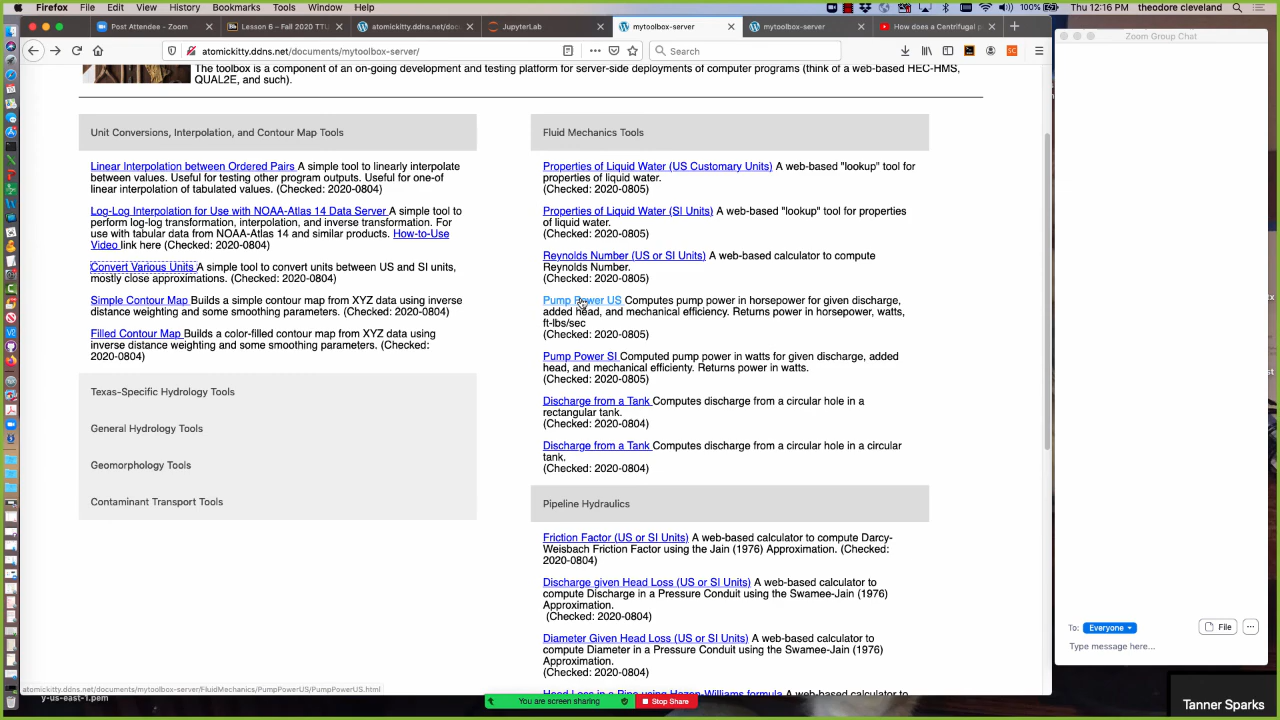 Firefox File Edit View History Bookmarks Tools Window Help
Thu 12:16 PM theodore cleveland
Post Attendee - Zoom
Lesson 6 – Fall 2020 TTU
atomickitty.ddns.net/docu
JupyterLab
mytoolbox-server
mytoolbox-server
How does a Centrifugal p
atomickitty.ddns.net/documents/mytoolbox-server/
Search
The toolbox is a component of an on-going development and testing platform for server-side deployments of computer programs (think of a web-based HEC-HMS,
QUAL2E, and such).
Unit Conversions, Interpolation, and Contour Map Tools
Linear Interpolation between Ordered Pairs A simple tool to linearly interpolate
between values. Useful for testing other program outputs. Useful for one-of
linear interpolation of tabulated values. (Checked: 2020-0804)
Log-Log Interpolation for Use with NOAA-Atlas 14 Data Server A simple tool to
perform log-log transformation, interpolation, and inverse transformation. For
use with tabular data from NOAA-Atlas 14 and similar products. How-to-Use
Video link here (Checked: 2020-0804)
Convert Various Units A simple tool to convert units between US and SI units,
mostly close approximations. (Checked: 2020-0804)
Simple Contour Map Builds a simple contour map from XYZ data using inverse
distance weighting and some smoothing parameters. (Checked: 2020-0804)
Filled Contour Map Builds a color-filled contour map from XYZ data using
inverse distance weighting and some smoothing parameters. (Checked:
2020-0804)
Texas-Specific Hydrology Tools
General Hydrology Tools
Geomorphology Tools
Contaminant Transport Tools
Fluid Mechanics Tools
Properties of Liquid Water (US Customary Units) A web-based "lookup" tool for
properties of liquid water.
(Checked: 2020-0805)
Properties of Liquid Water (SI Units) A web-based "lookup" tool for properties
of liquid water.
(Checked: 2020-0805)
Reynolds Number (US or SI Units) A web-based calculator to compute
Reynolds Number.
(Checked: 2020-0805)
Pump Power US Computes pump power in horsepower for given discharge,
added head, and mechanical efficiency. Returns power in horsepower, watts,
ft-lbs/sec
(Checked: 2020-0805)
Pump Power SI Computed pump power in watts for given discharge, added
head, and mechanical efficienty. Returns power in watts.
(Checked: 2020-0805)
Discharge from a Tank Computes discharge from a circular hole in a
rectangular tank.
(Checked: 2020-0804)
Discharge from a Tank Computes discharge from a circular hole in a circular
tank.
(Checked: 2020-0804)
Pipeline Hydraulics
Friction Factor (US or SI Units) A web-based calculator to compute Darcy-
Weisbach Friction Factor using the Jain (1976) Approximation. (Checked:
2020-0804)
Discharge given Head Loss (US or SI Units) A web-based calculator to
compute Discharge in a Pressure Conduit using the Swamee-Jain (1976)
Approximation.
(Checked: 2020-0804)
Diameter Given Head Loss (US or SI Units) A web-based calculator to
compute Diameter in a Pressure Conduit using the Swamee-Jain (1976)
Approximation.
(Checked: 2020-0804)
Head Loss in a Pipe using Hazen-Williams formula A web-based calculator to
atomickitty.ddns.net/documents/mytoolbox-server/FluidMechanics/PumpPowerUS/PumpPowerUS.html
y-us-east-1.pem
You are screen sharing
Stop Share
Zoom Group Chat
To: Everyone
File
Type message here...
Tanner Sparks